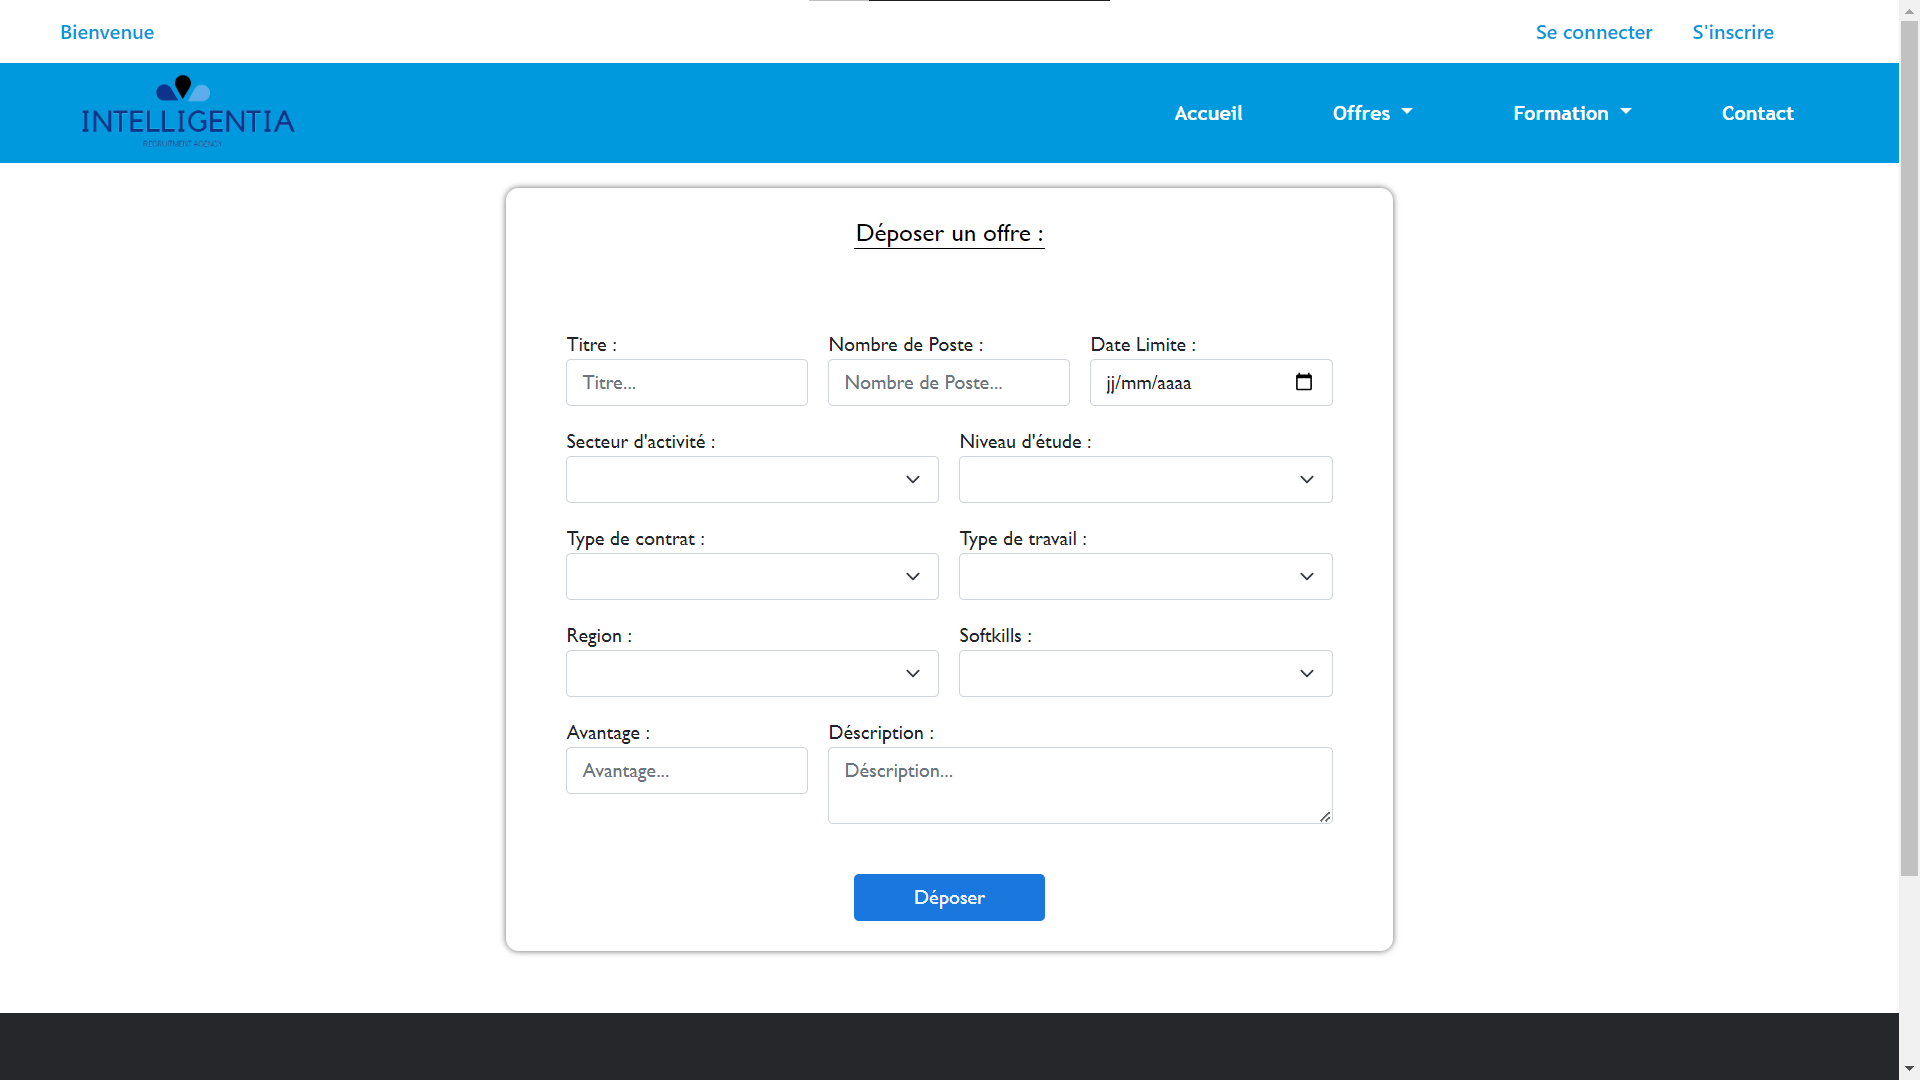 Bienvenue
Se connecter
S'inscrire
INTELLIGENTIA
RECRUITMENT AGENCY
Accueil
Offres
Formation
Contact
Déposer un offre :
Titre :
Nombre de Poste :
Date Limite :
Titre...
Nombre de Poste...
jj/mm/aaaa
Secteur d'activité :
Niveau d'étude :
Type de contrat :
Type de travail :
Region :
Softkills :
Avantage :
Déscription :
Avantage...
Déscription...
Déposer